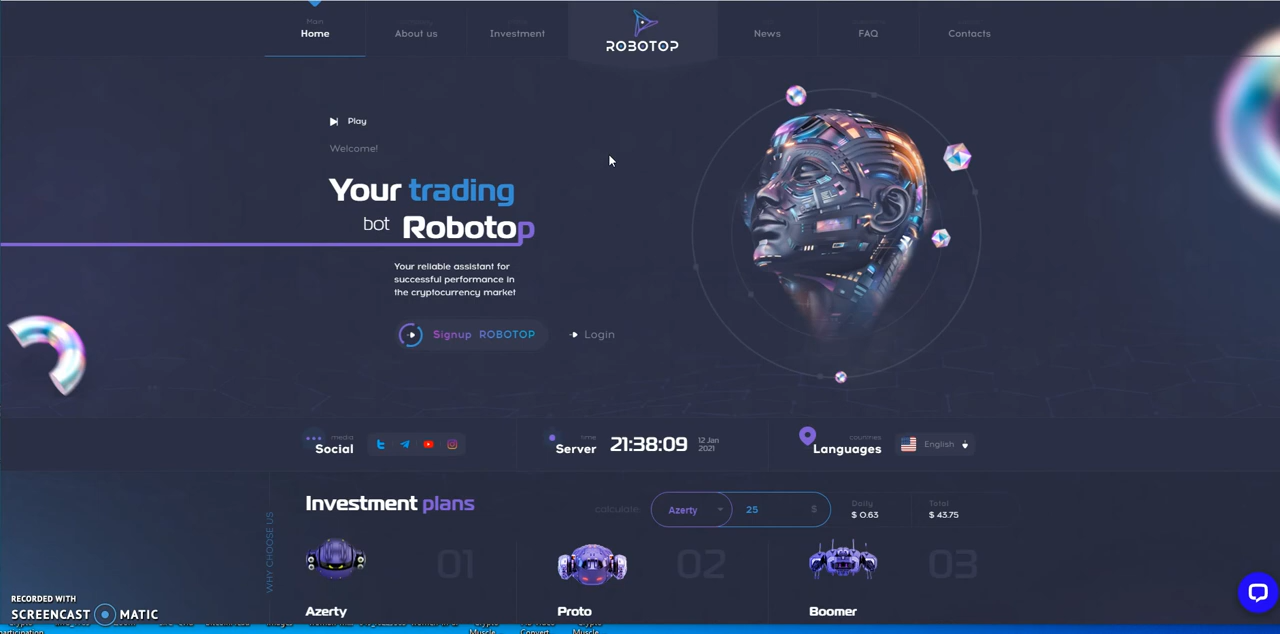 Main
Home
About us
Investment
ROBOTOP
News
FAQ
Contacts
Play
Welcome!
Your trading
bot Robotop
Your reliable assistant for
successful performance in
the cryptocurrency market
Signup ROBOTOP
Login
media
Social
time
Server
21:38:09
12 Jan
2021
countries
Languages
English
WHY CHOOSE US
Investment plans
calculate
Azerty
25
$
Daily
$ 0.63
Total
$ 43.75
01
02
03
Azerty
Proto
Boomer
RECORDED WITH
SCREENCAST MATIC